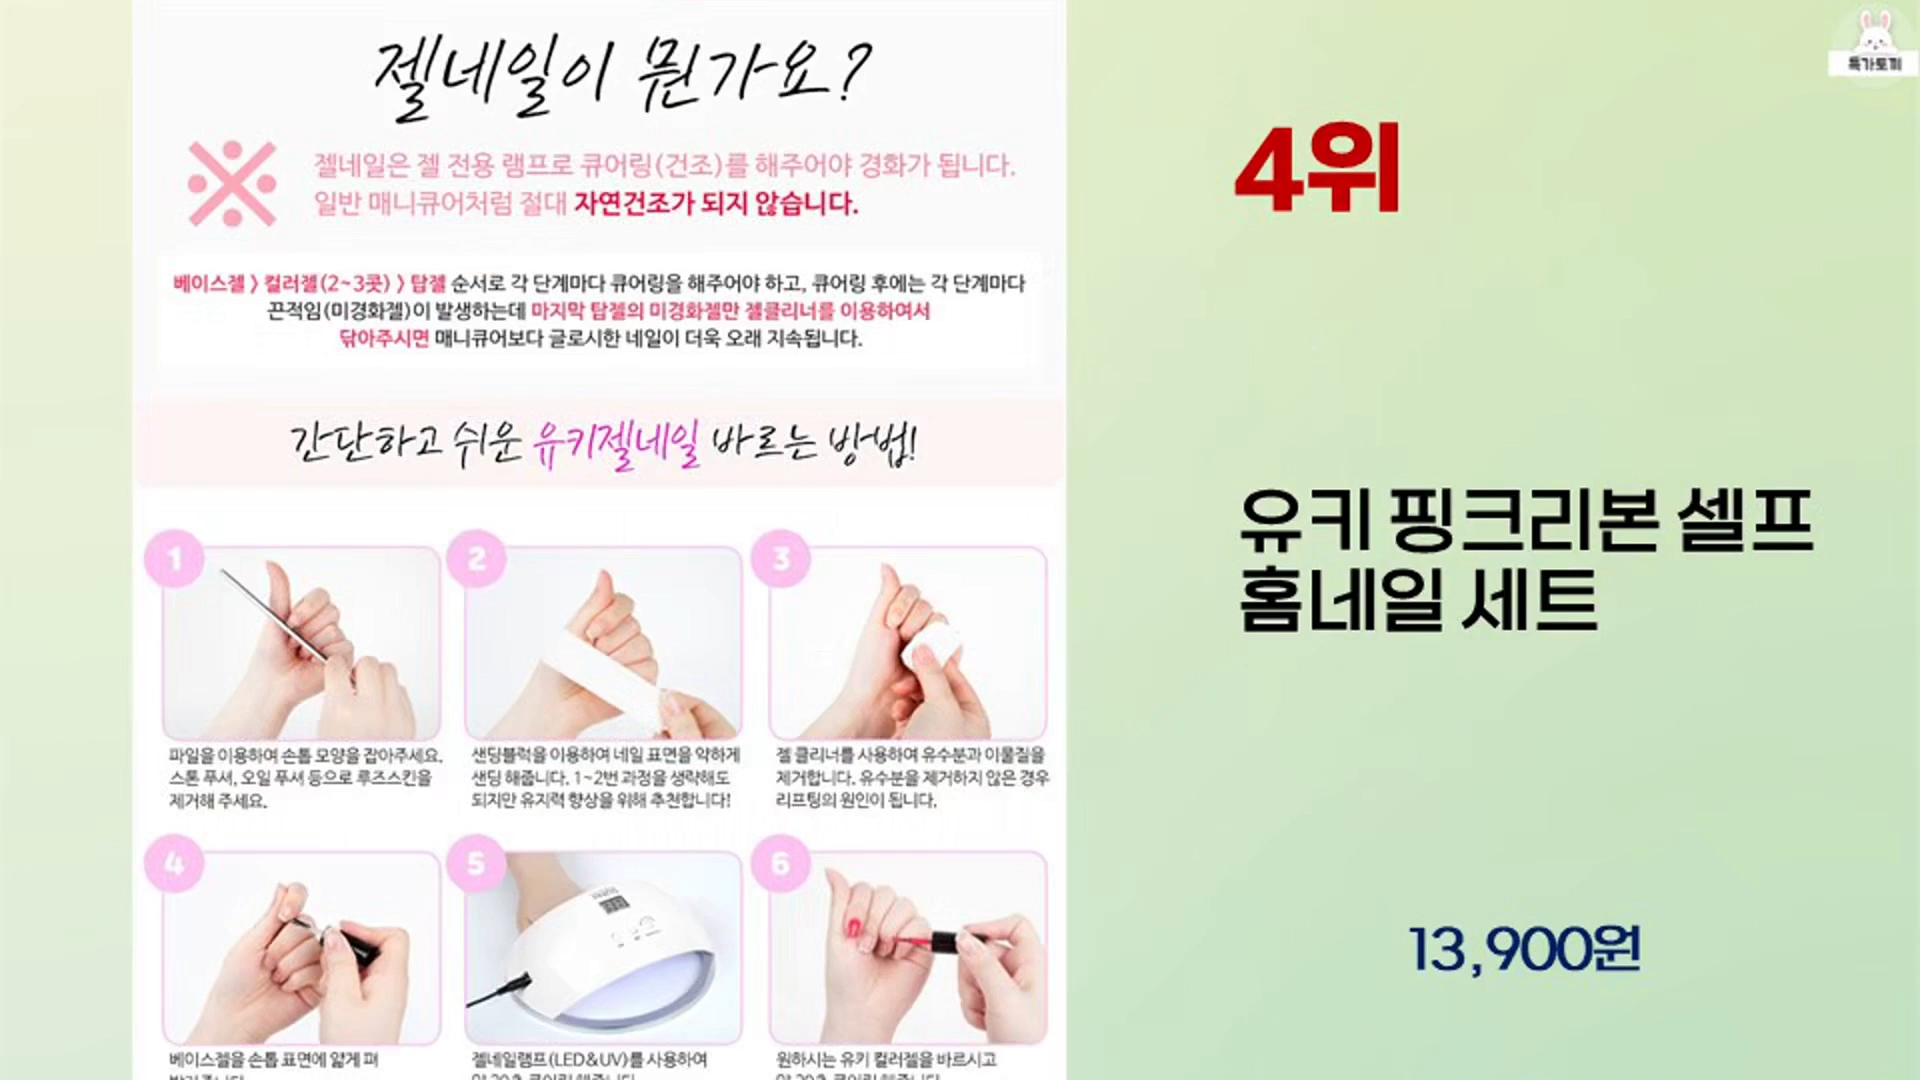 젤네일이 뭔가요?
※ 젤네일은 젤 전용 램프로 큐어링(건조)를 해주어야 경화가 됩니다.
일반 매니큐어처럼 절대 자연건조가 되지 않습니다.
베이스젤 > 컬러젤(2~3콧) > 탑젤 순서로 각 단계마다 큐어링을 해주어야 하고, 큐어링 후에는 각 단계마다
끈적임(미경화젤)이 발생하는데 마지막 탑젤의 미경화젤만 젤클리너를 이용하여서
닦아주시면 매니큐어보다 글로시한 네일이 더욱 오래 지속됩니다.
간단하고 쉬운 유키젤네일 바르는 방법!
1
파일을 이용하여 손톱 모양을 잡아주세요.
스톤 푸셔, 오일 푸셔 등으로 루즈스킨을
제거해 주세요.
2
샌딩블럭을 이용하여 네일 표면을 약하게
샌딩 해줍니다. 1~2번 과정을 생략해도
되지만 유지력 향상을 위해 추천합니다!
3
젤 클리너를 사용하여 유수분과 이물질을
제거합니다. 유수분을 제거하지 않은 경우
리프팅의 원인이 됩니다.
4
베이스젤을 손톱 표면에 얇게 펴
5
젤네일램프(LED&UV)를 사용하여
6
원하시는 유키 컬러젤을 바르시고
특가토끼
4위
유키 핑크리본 셀프
홈네일 세트
13,900원